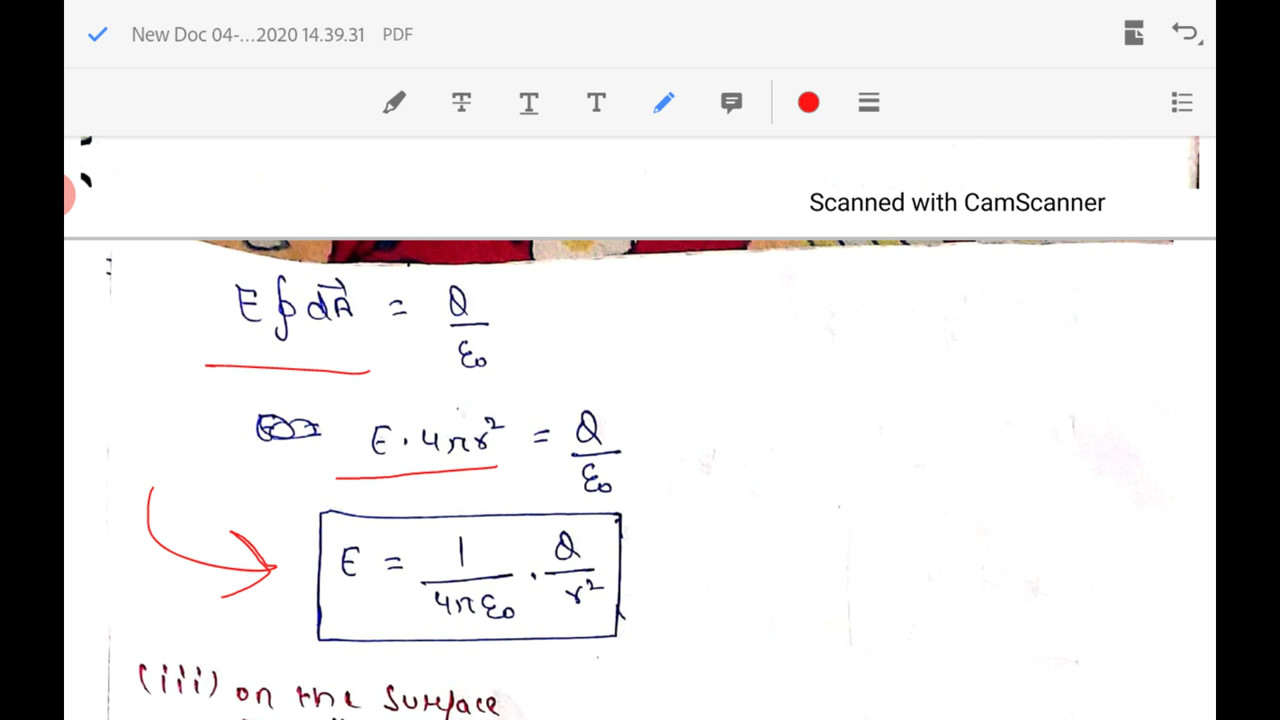 New Doc 04-...2020 14.39.31 PDF
T T T
Scanned with CamScanner
E ∮ dA⃗ = Q/ε₀
E · 4πr² = Q/ε₀
E = 1/4πε₀ · Q/r²
(iii) on the surface